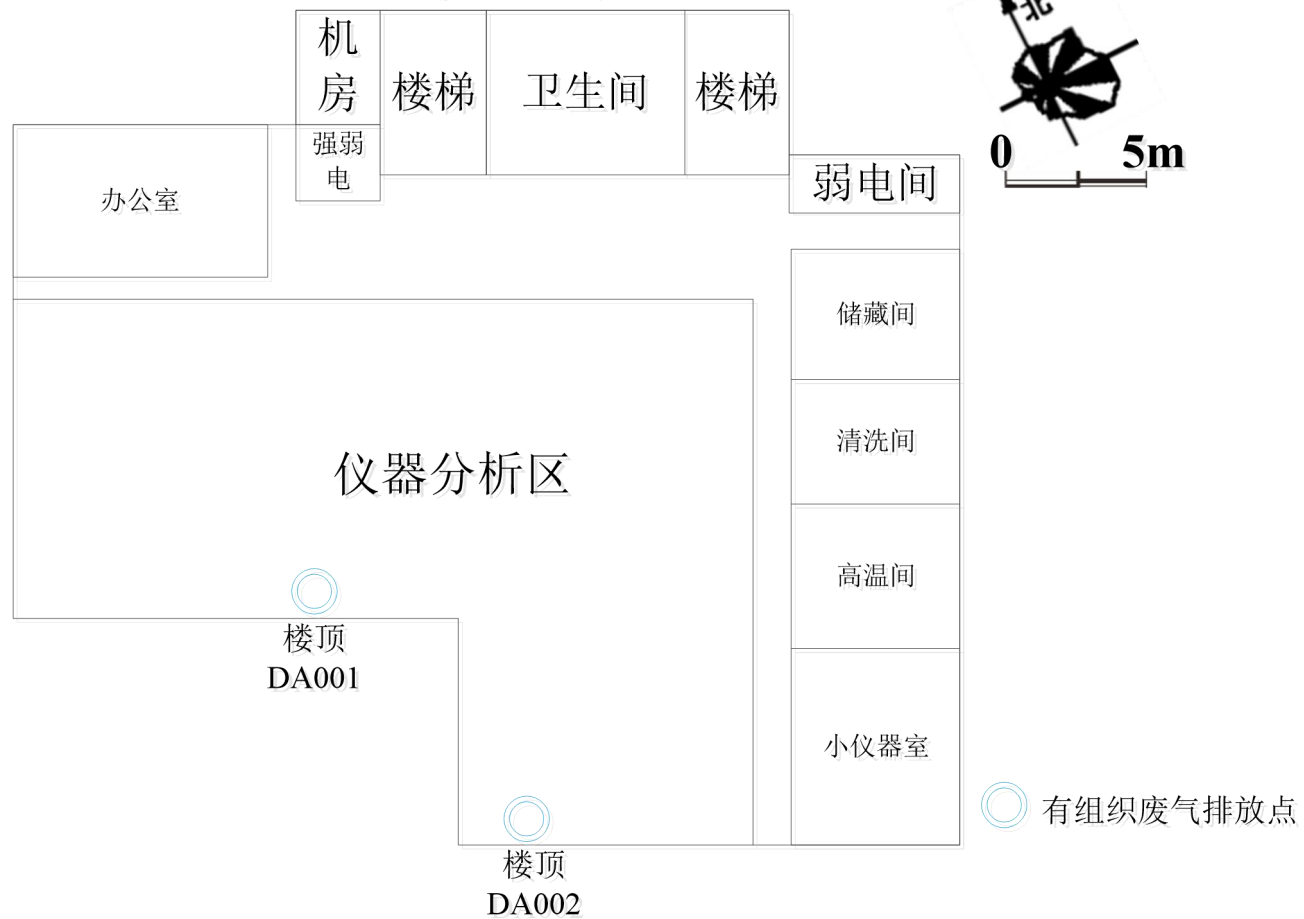 北
机
房
楼梯
卫生间
楼梯
强弱
电
0
5m
弱电间
办公室
储藏间
清洗间
仪器分析区
高温间
楼顶
DA001
小仪器室
有组织废气排放点
楼顶
DA002